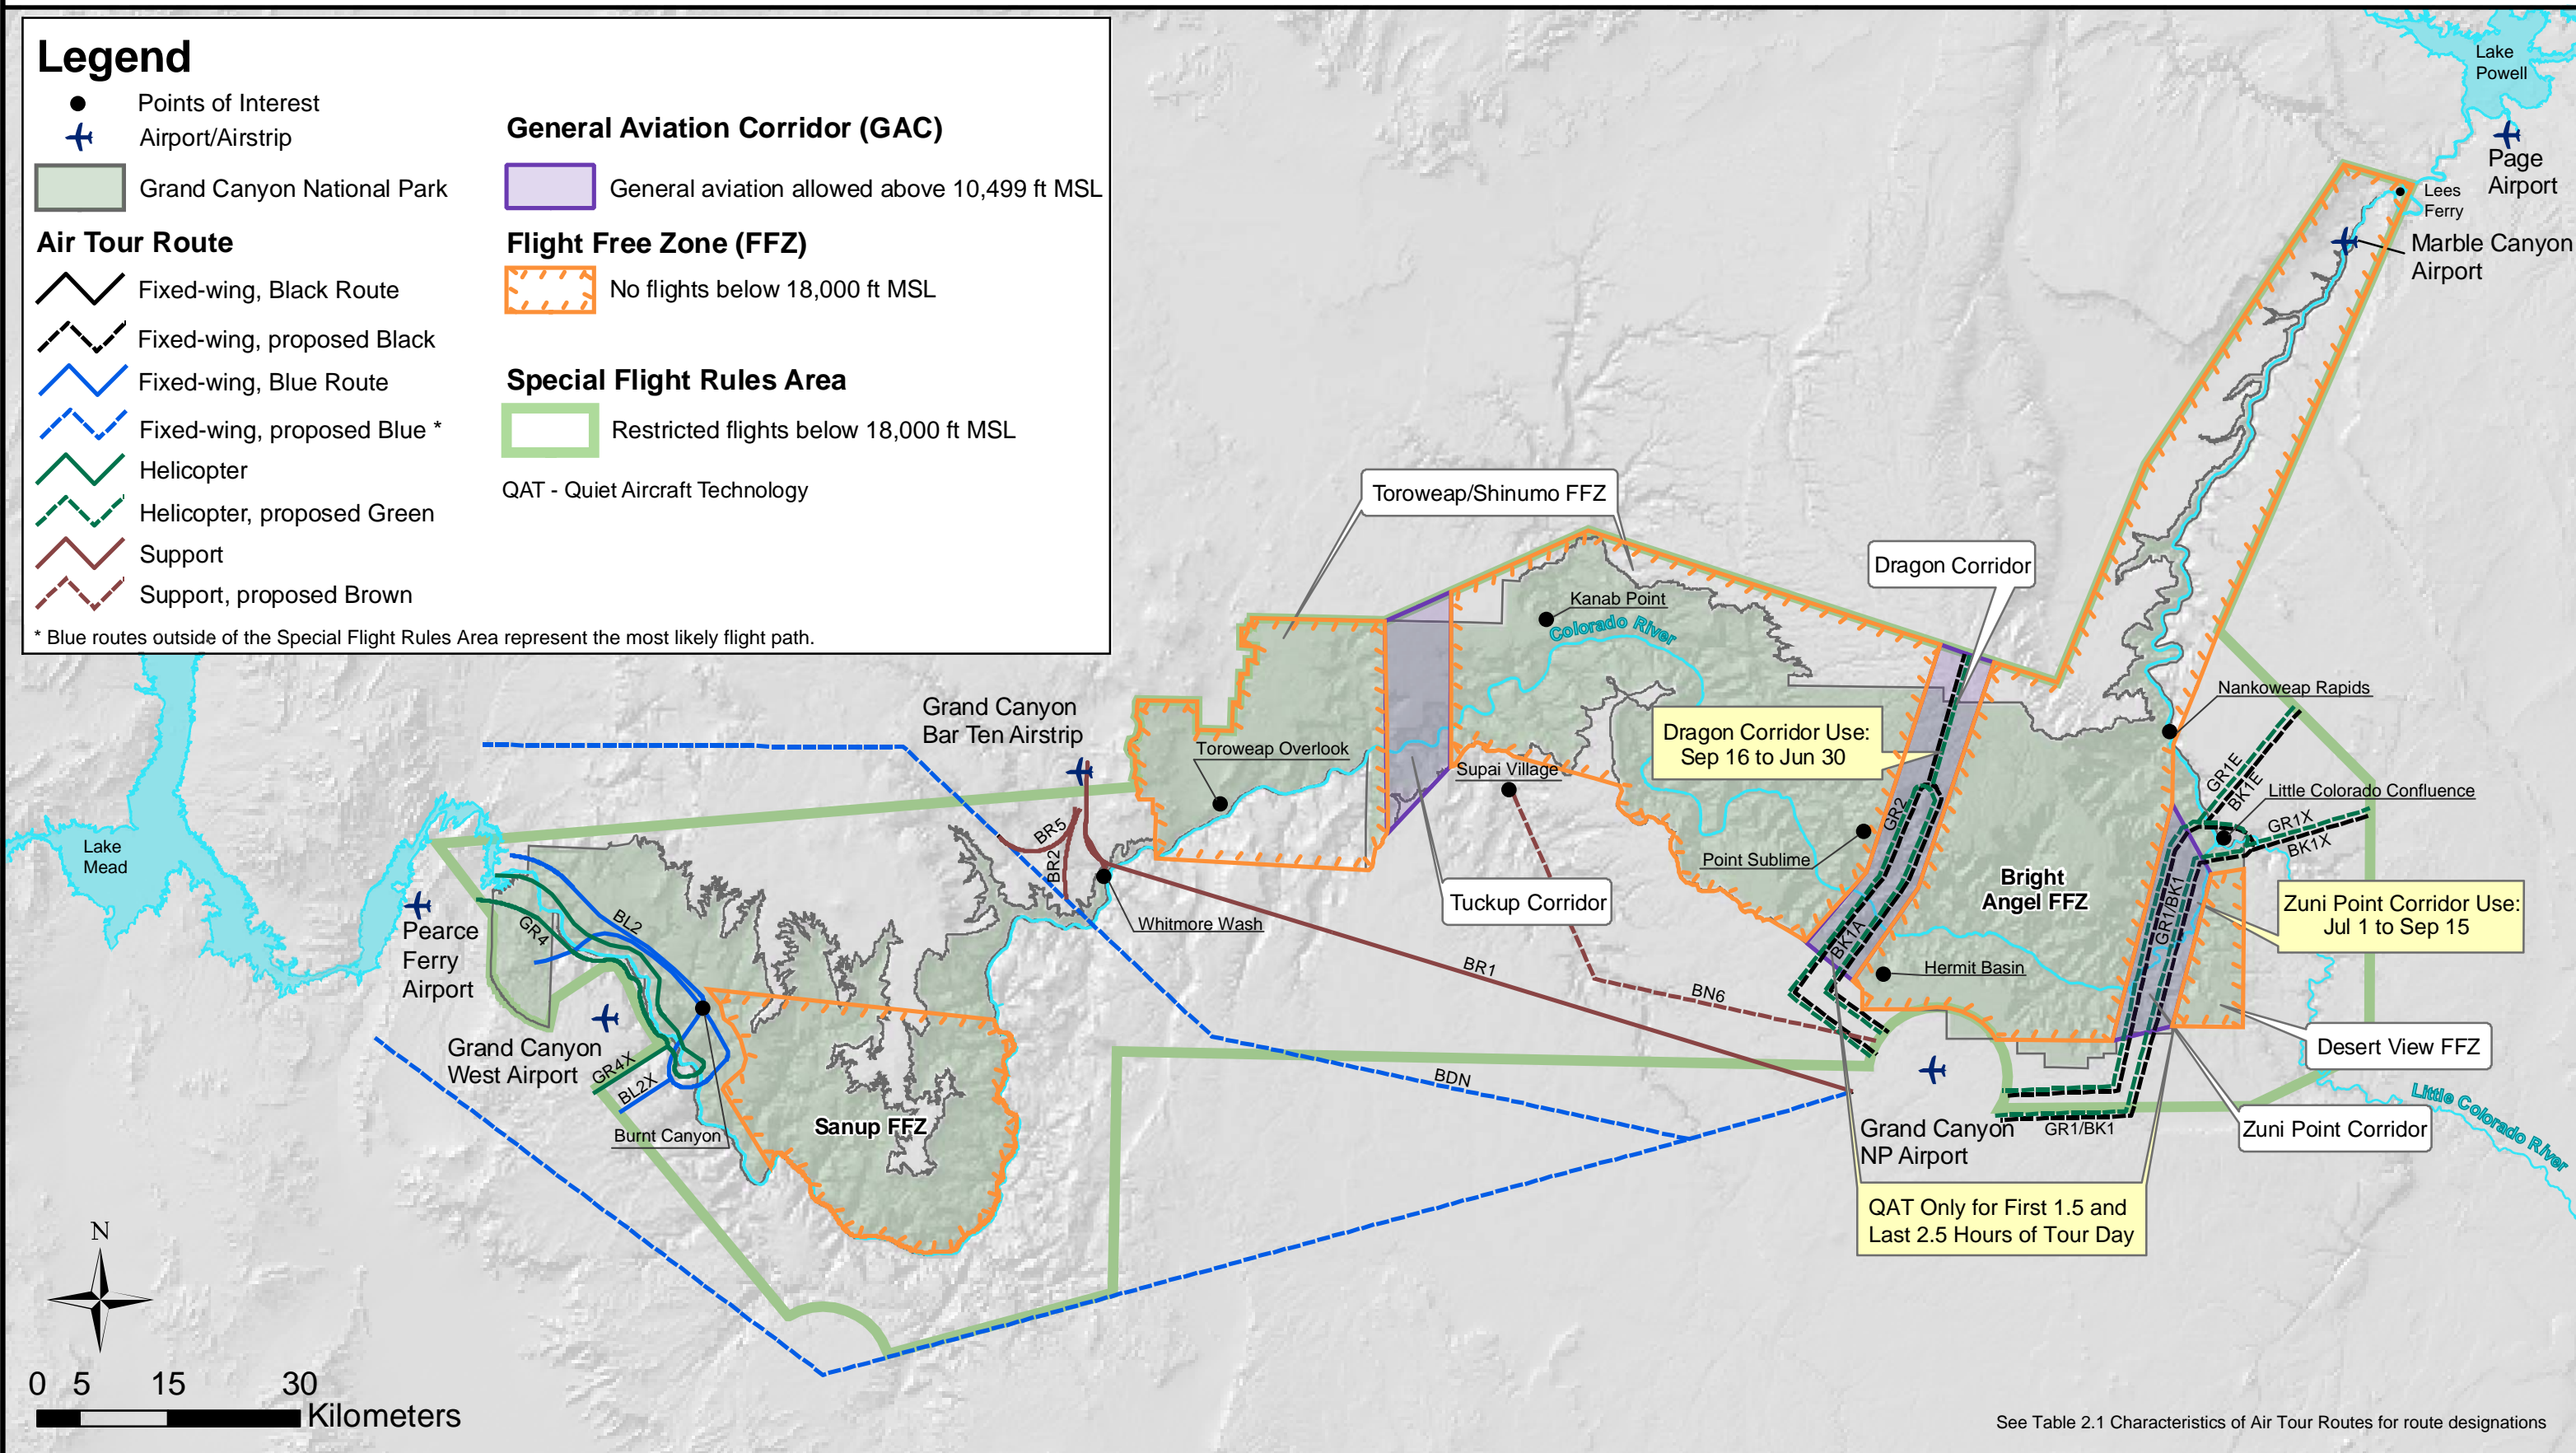 Legend
Points of Interest
Airport/Airstrip
Grand Canyon National Park
Air Tour Route
Fixed-wing, Black Route
Fixed-wing, proposed Black
Fixed-wing, Blue Route
Fixed-wing, proposed Blue *
Helicopter
Helicopter, proposed Green
Support
Support, proposed Brown
General Aviation Corridor (GAC)
General aviation allowed above 10,499 ft MSL
Flight Free Zone (FFZ)
No flights below 18,000 ft MSL
Special Flight Rules Area
Restricted flights below 18,000 ft MSL
QAT - Quiet Aircraft Technology
* Blue routes outside of the Special Flight Rules Area represent the most likely flight path.
Lake
Powell
Page
Airport
Lees
Ferry
Marble Canyon
Airport
Toroweap/Shinumo FFZ
Dragon Corridor
Kanab Point
Colorado River
Nankoweap Rapids
Grand Canyon
Bar Ten Airstrip
Toroweap Overlook
Supai Village
Dragon Corridor Use:
Sep 16 to Jun 30
GR1E
BK1E
Little Colorado Confluence
GR1X
BK1X
GR2
BR5
BR2
Lake
Mead
Point Sublime
Bright
Angel FFZ
Tuckup Corridor
Whitmore Wash
Zuni Point Corridor Use:
Jul 1 to Sep 15
GR1/BK1
BK1A
Pearce
Ferry
Airport
GR4
BL2
BR1
BN6
Hermit Basin
Grand Canyon
West Airport
GR4X
BL2X
Desert View FFZ
BDN
Sanup FFZ
Burnt Canyon
Little Colorado River
Grand Canyon
NP Airport
GR1/BK1
Zuni Point Corridor
QAT Only for First 1.5 and
Last 2.5 Hours of Tour Day
N
0 5 15 30
Kilometers
See Table 2.1 Characteristics of Air Tour Routes for route designations